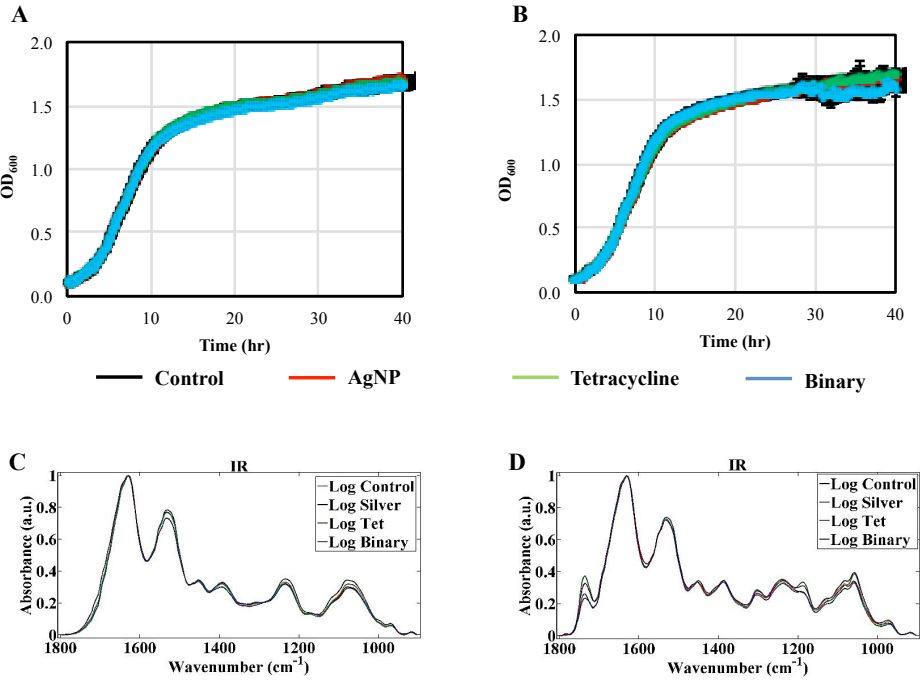 A
B
2.0
1.5
1.0
0.5
0.0
OD600
0
10
20
30
40
Time (hr)
2.0
1.5
1.0
0.5
0.0
OD600
0
10
20
30
40
Time (hr)
Control
AgNP
Tetracycline
Binary
C
IR
1
0.8
0.6
0.4
0.2
0
Absorbance (a.u.)
Log Control
Log Silver
Log Tet
Log Binary
1800
1600
1400
1200
1000
Wavenumber (cm-1)
D
IR
1
0.8
0.6
0.4
0.2
0
Absorbance (a.u.)
Log Control
Log Silver
Log Tet
Log Binary
1800
1600
1400
1200
1000
Wavenumber (cm-1)